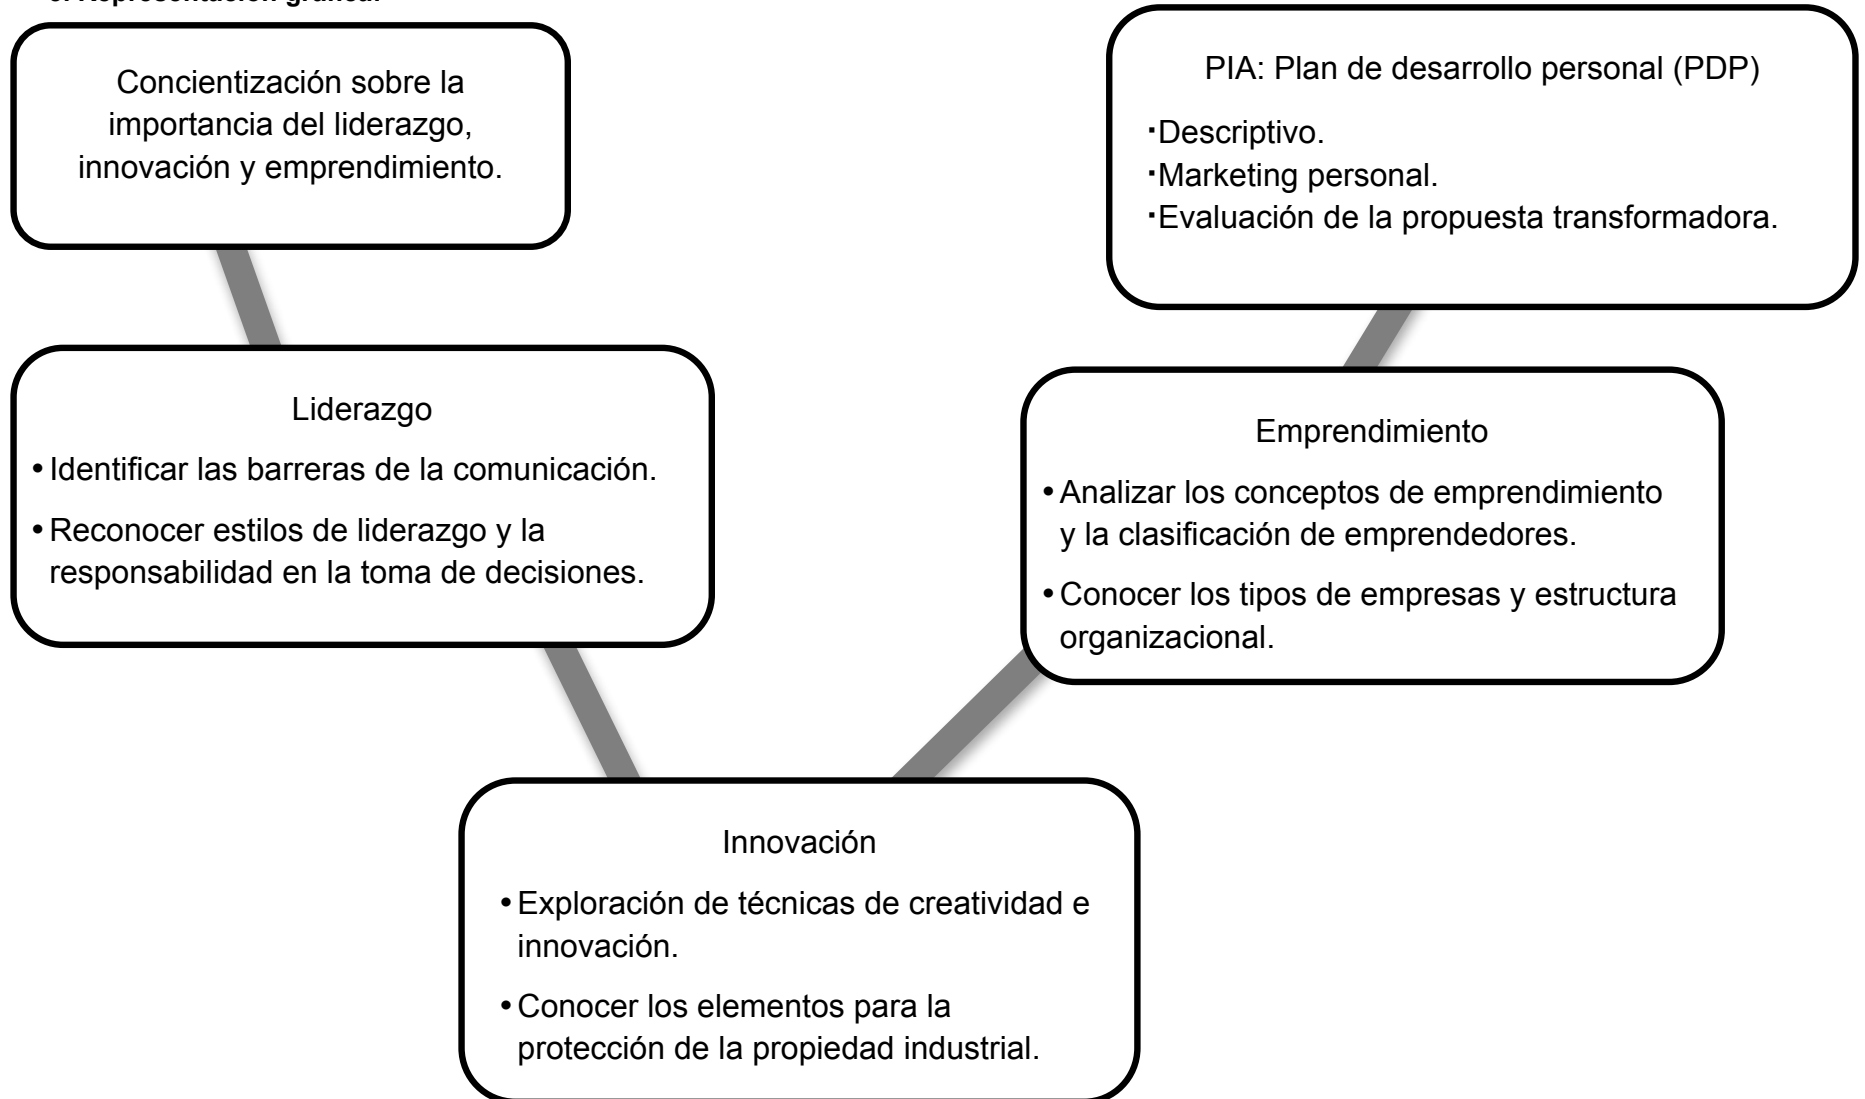 Concientización sobre la
importancia del liderazgo,
innovación y emprendimiento.
Liderazgo
•Identificar las barreras de la comunicación.
•Reconocer estilos de liderazgo y la
responsabilidad en la toma de decisiones.
Innovación
•Exploración de técnicas de creatividad e
innovación.
•Conocer los elementos para la
protección de la propiedad industrial.
Emprendimiento
•Analizar los conceptos de emprendimiento
y la clasificación de emprendedores.
•Conocer los tipos de empresas y estructura
organizacional.
PIA: Plan de desarrollo personal (PDP)
▪Descriptivo.
▪Marketing personal.
▪Evaluación de la propuesta transformadora.